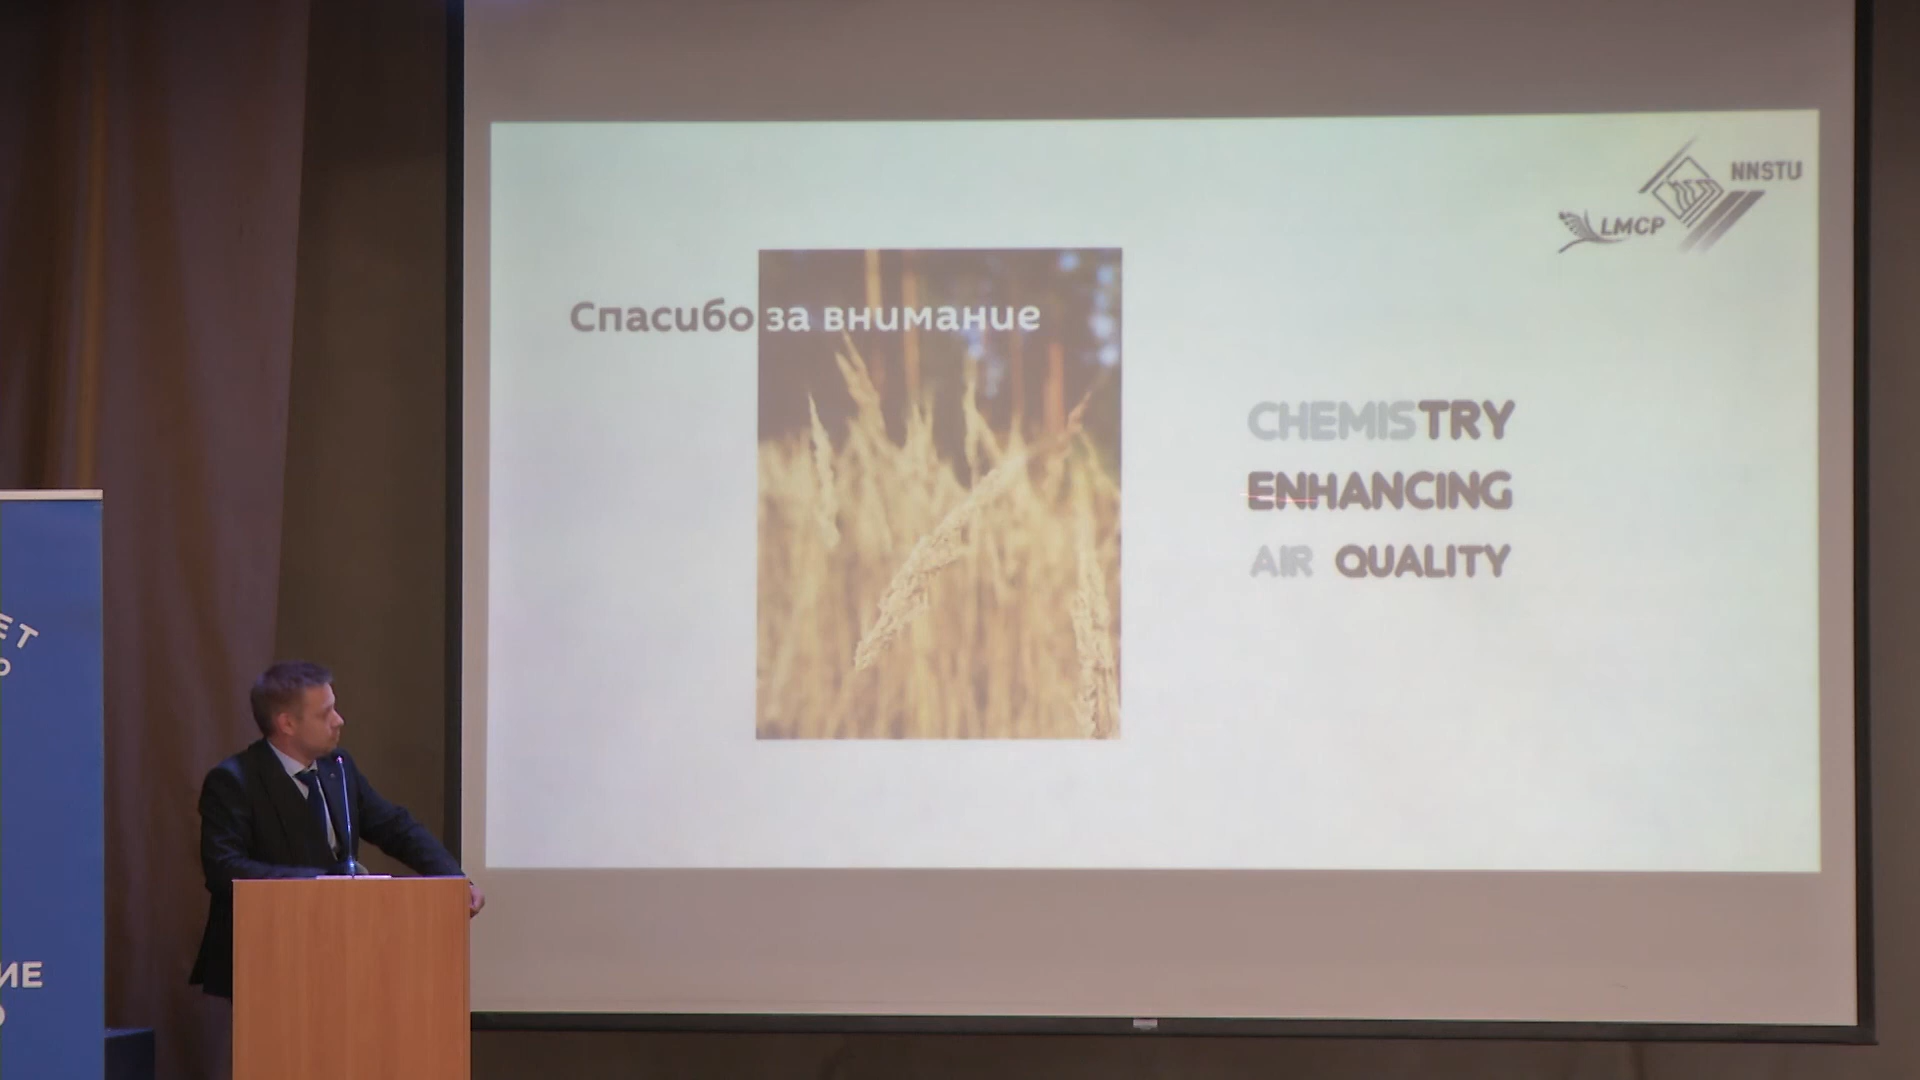 NNSTU
LMCP
Спасибо за внимание
CHEMISTRY
ENHANCING
AIR QUALITY